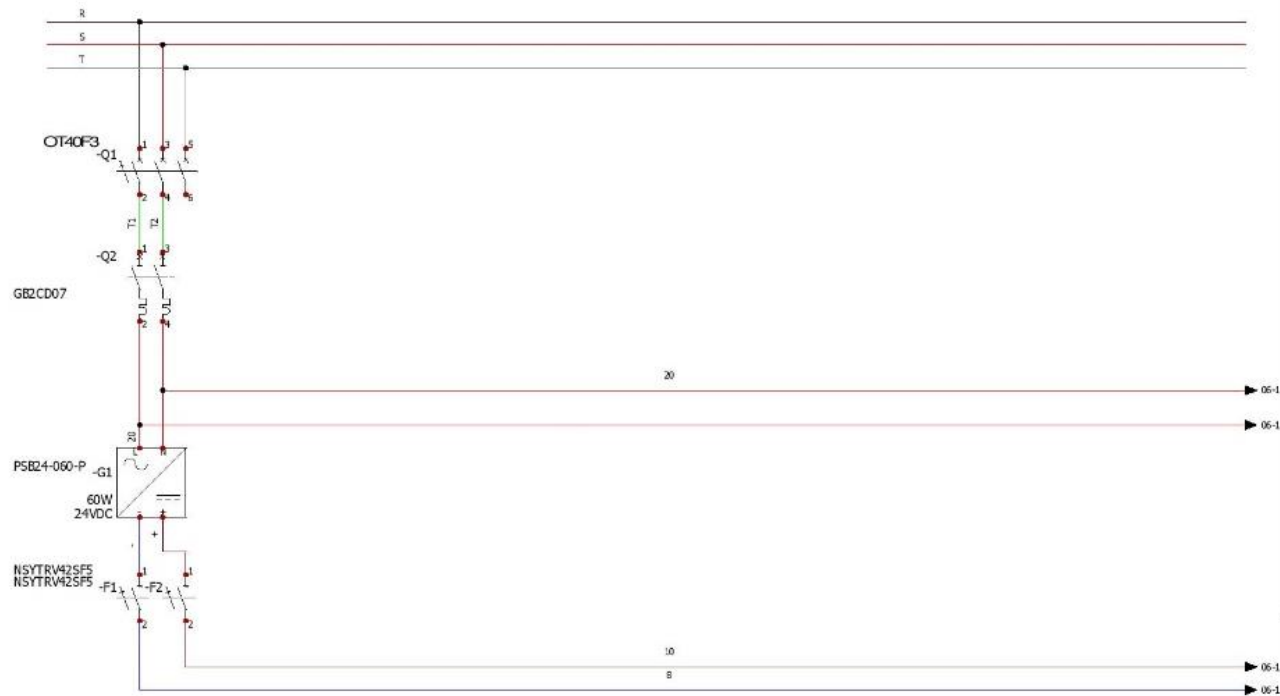 R
S
T
OT40F3
-Q1
1 3 5
2 4 6
T1 T2
-Q2
1 3
GB2CD07
2 4
20
06-1
06-1
20
L N
PSB24-060-P
-G1
60W
24VDC
- +
- +
NSYTRV42SF5
NSYTRV42SF5
-F1 -F2
1 1
2 2
10
06-1
8
06-1